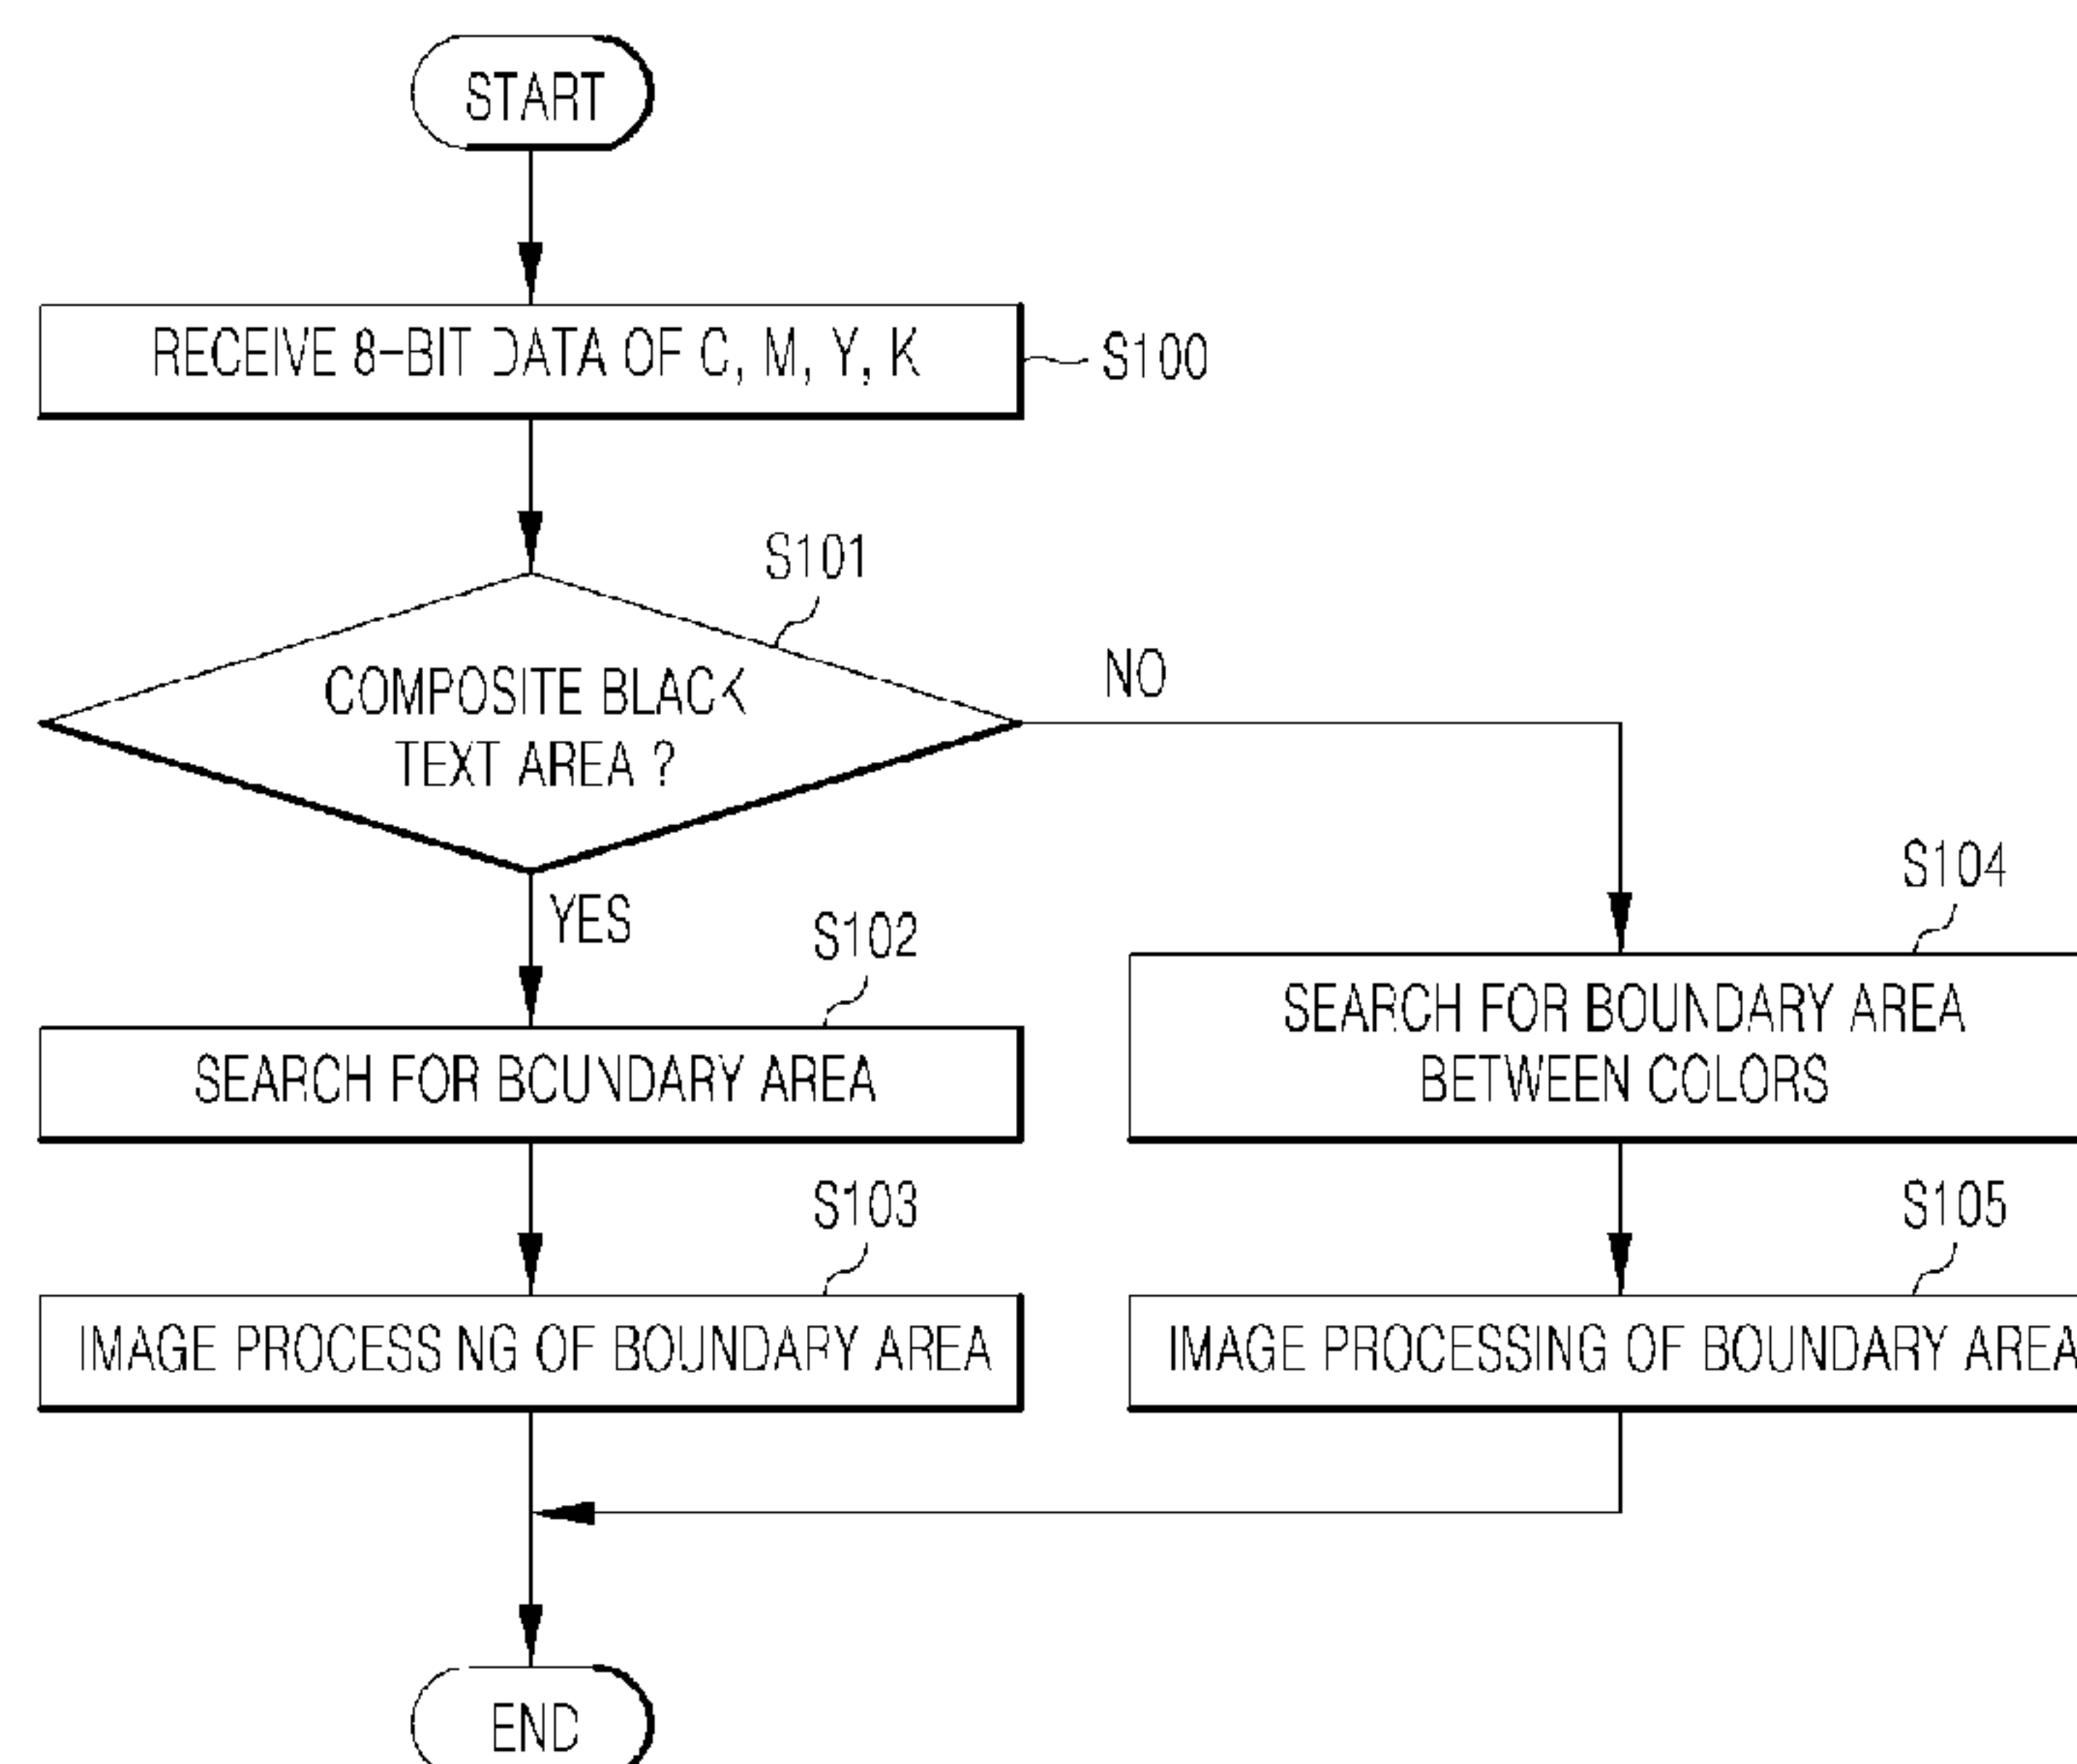 START
RECEIVE 8-BIT DATA OF C, M, Y, K
S100
S101
COMPOSITE BLACK
TEXT AREA ?
NO
YES
S102
SEARCH FOR BOUNDARY AREA
S104
SEARCH FOR BOUNDARY AREA
BETWEEN COLORS
S103
IMAGE PROCESSING OF BOUNDARY AREA
S105
IMAGE PROCESSING OF BOUNDARY AREA
END